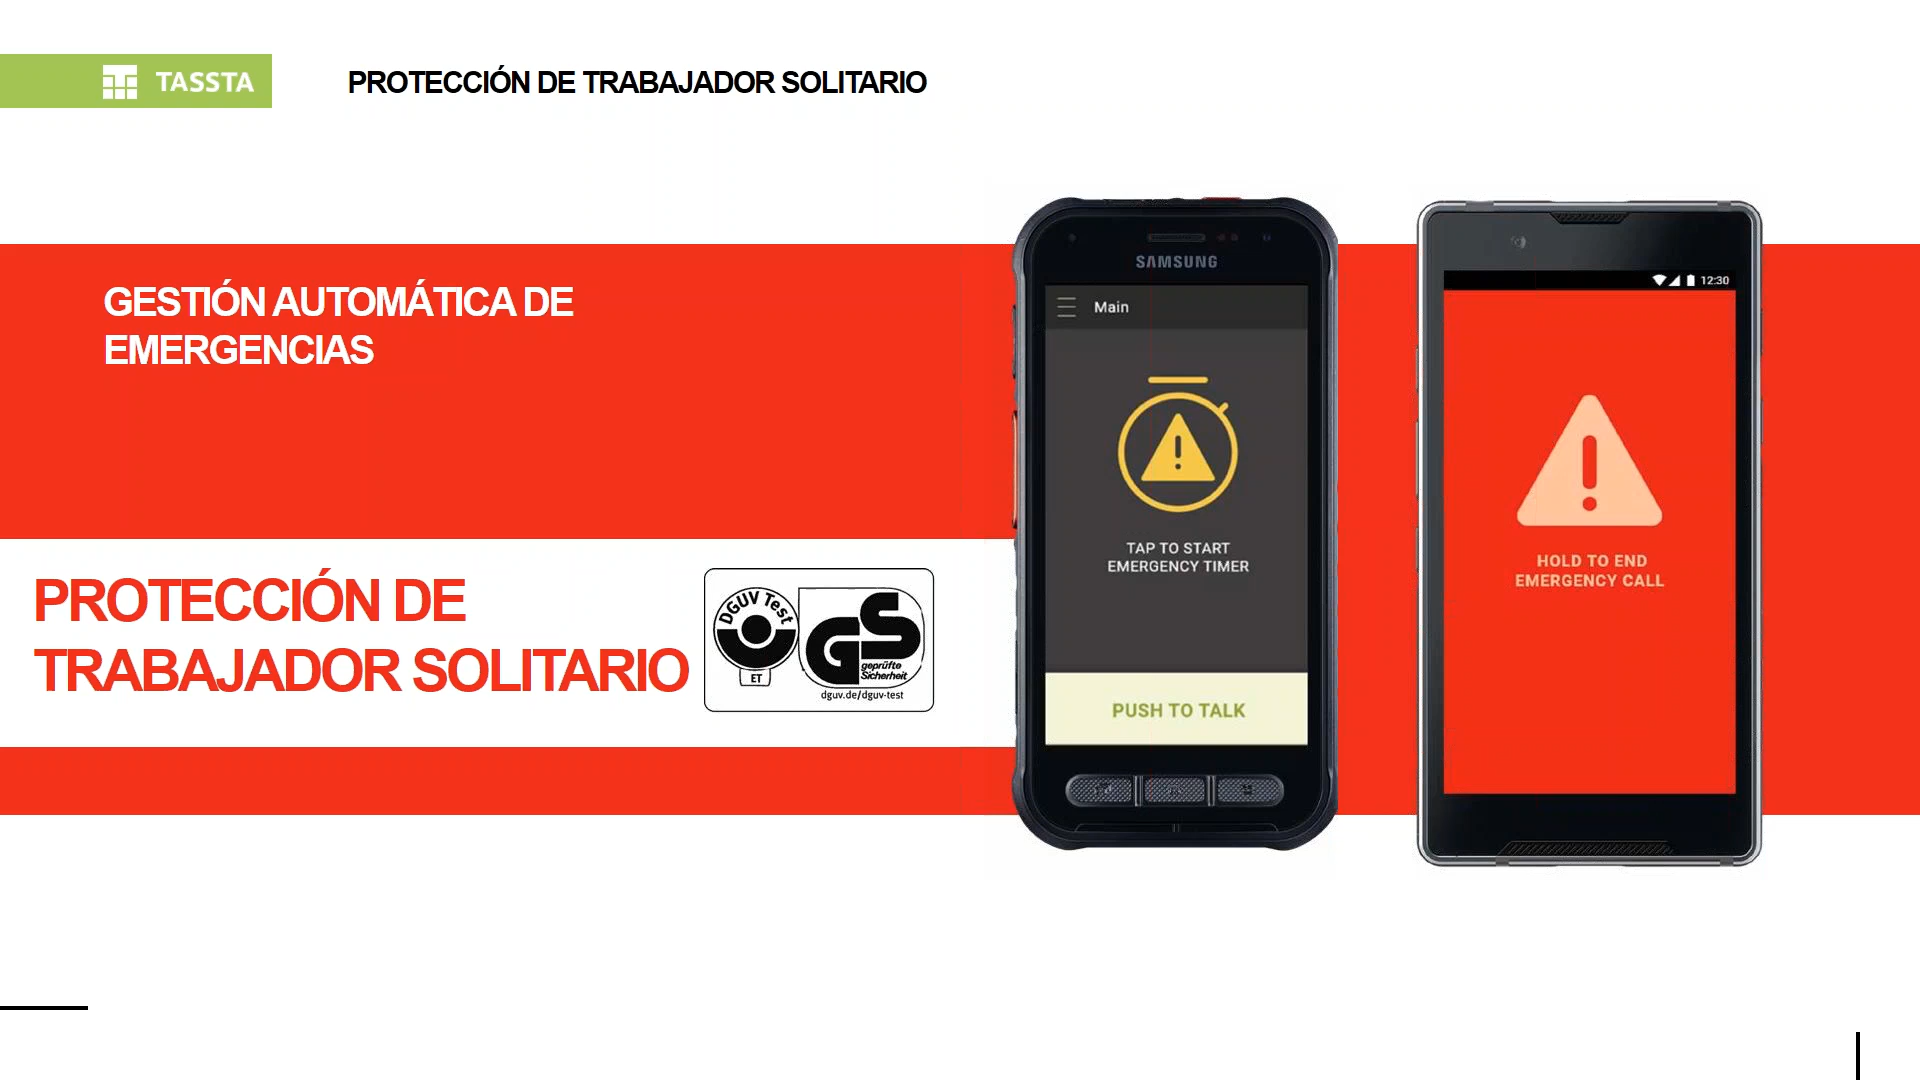 TASSTA
PROTECCIÓN DE TRABAJADOR SOLITARIO
GESTIÓN AUTOMÁTICA DE
EMERGENCIAS
PROTECCIÓN DE
TRABAJADOR SOLITARIO
DGUV Test
ET
GS
geprüfte
Sicherheit
dguv.de/dguv-test
SAMSUNG
Main
TAP TO START
EMERGENCY TIMER
PUSH TO TALK
12:30
HOLD TO END
EMERGENCY CALL